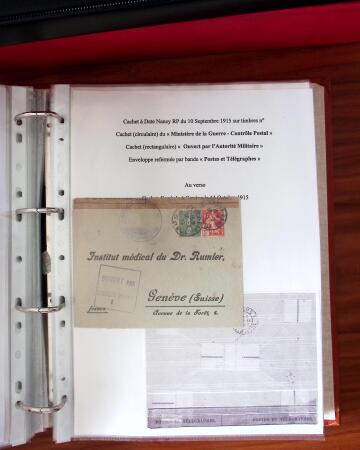 Cachet à Date Nancy RP du 10 Septembre 1915 sur timbres n°
Cachet (circulaire) du « Ministère de la Guerre - Contrôle Postal »
Cachet (rectangulaire) « Ouvert par l'Autorité Militaire »
Enveloppe refermée par bande « Postes et Télégraphes »
Au verso
1915
Institut médical du Dr. Rumler,
OUVERT PAR
Genève (Suisse)
Avenue de la Forêt, 6.
POSTES ET TÉLÉGRAPHES